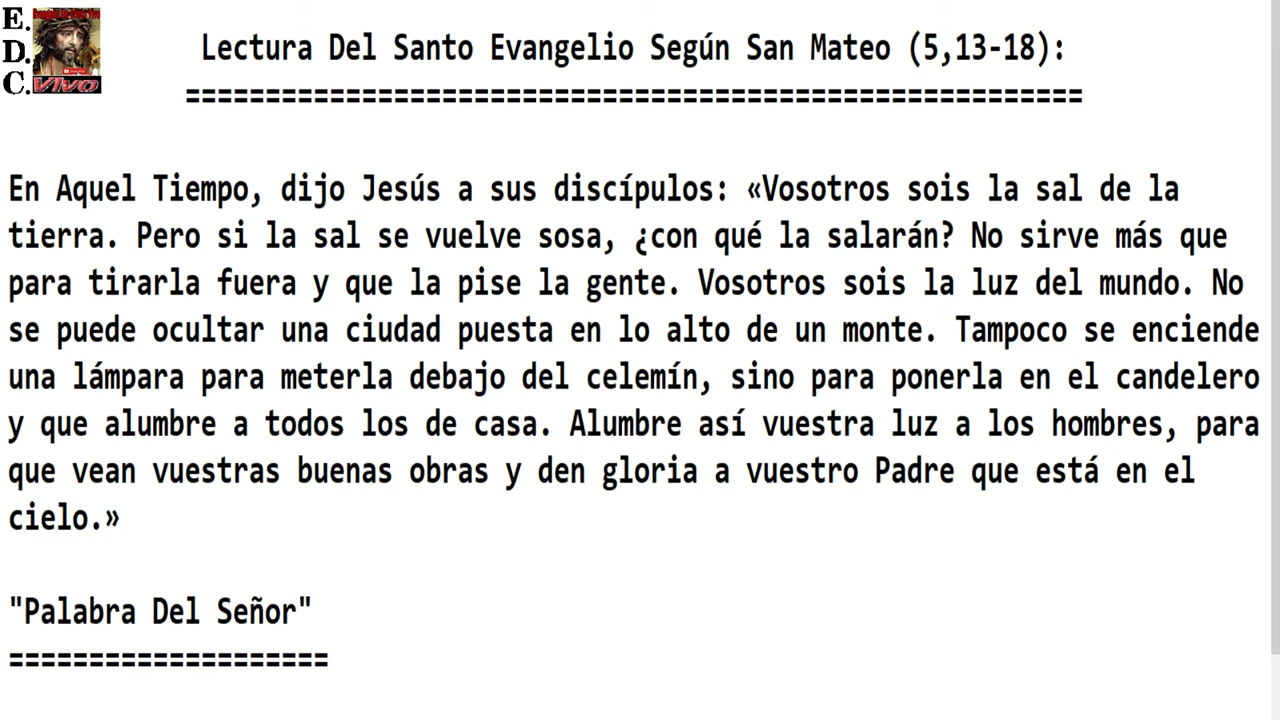 E.
D.
C.
Vivo
Lectura Del Santo Evangelio Según San Mateo (5,13-18):
========================================================
En Aquel Tiempo, dijo Jesús a sus discípulos: «Vosotros sois la sal de la
tierra. Pero si la sal se vuelve sosa, ¿con qué la salarán? No sirve más que
para tirarla fuera y que la pise la gente. Vosotros sois la luz del mundo. No
se puede ocultar una ciudad puesta en lo alto de un monte. Tampoco se enciende
una lámpara para meterla debajo del celemín, sino para ponerla en el candelero
y que alumbre a todos los de casa. Alumbre así vuestra luz a los hombres, para
que vean vuestras buenas obras y den gloria a vuestro Padre que está en el
cielo.»
"Palabra Del Señor"
====================